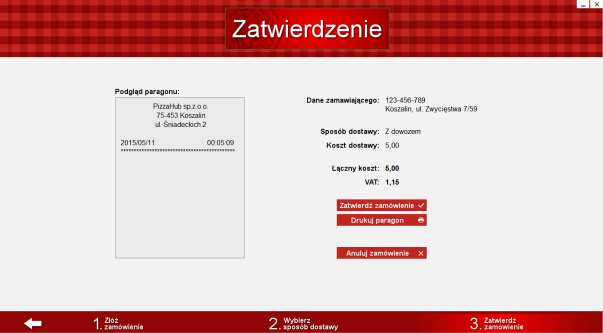 Zatwierdzenie
Podgląd paragonu:
PizzaHub sp.z.o.o.
75-453 Koszalin
ul. Śniadeckich 2
2015/05/11 00:05:09
Dane zamawiającego: 123-456-789
Koszalin, ul. Zwycięstwa 7/59
Sposób dostawy: Z dowozem
Koszt dostawy: 5,00
Łączny koszt: 5,00
VAT: 1,15
Zatwierdź zamówienie
Drukuj paragon
Anuluj zamówienie
1. Złóż
zamówienie
2. Wybierz
sposób dostawy
3. Zatwierdź
zamówienie